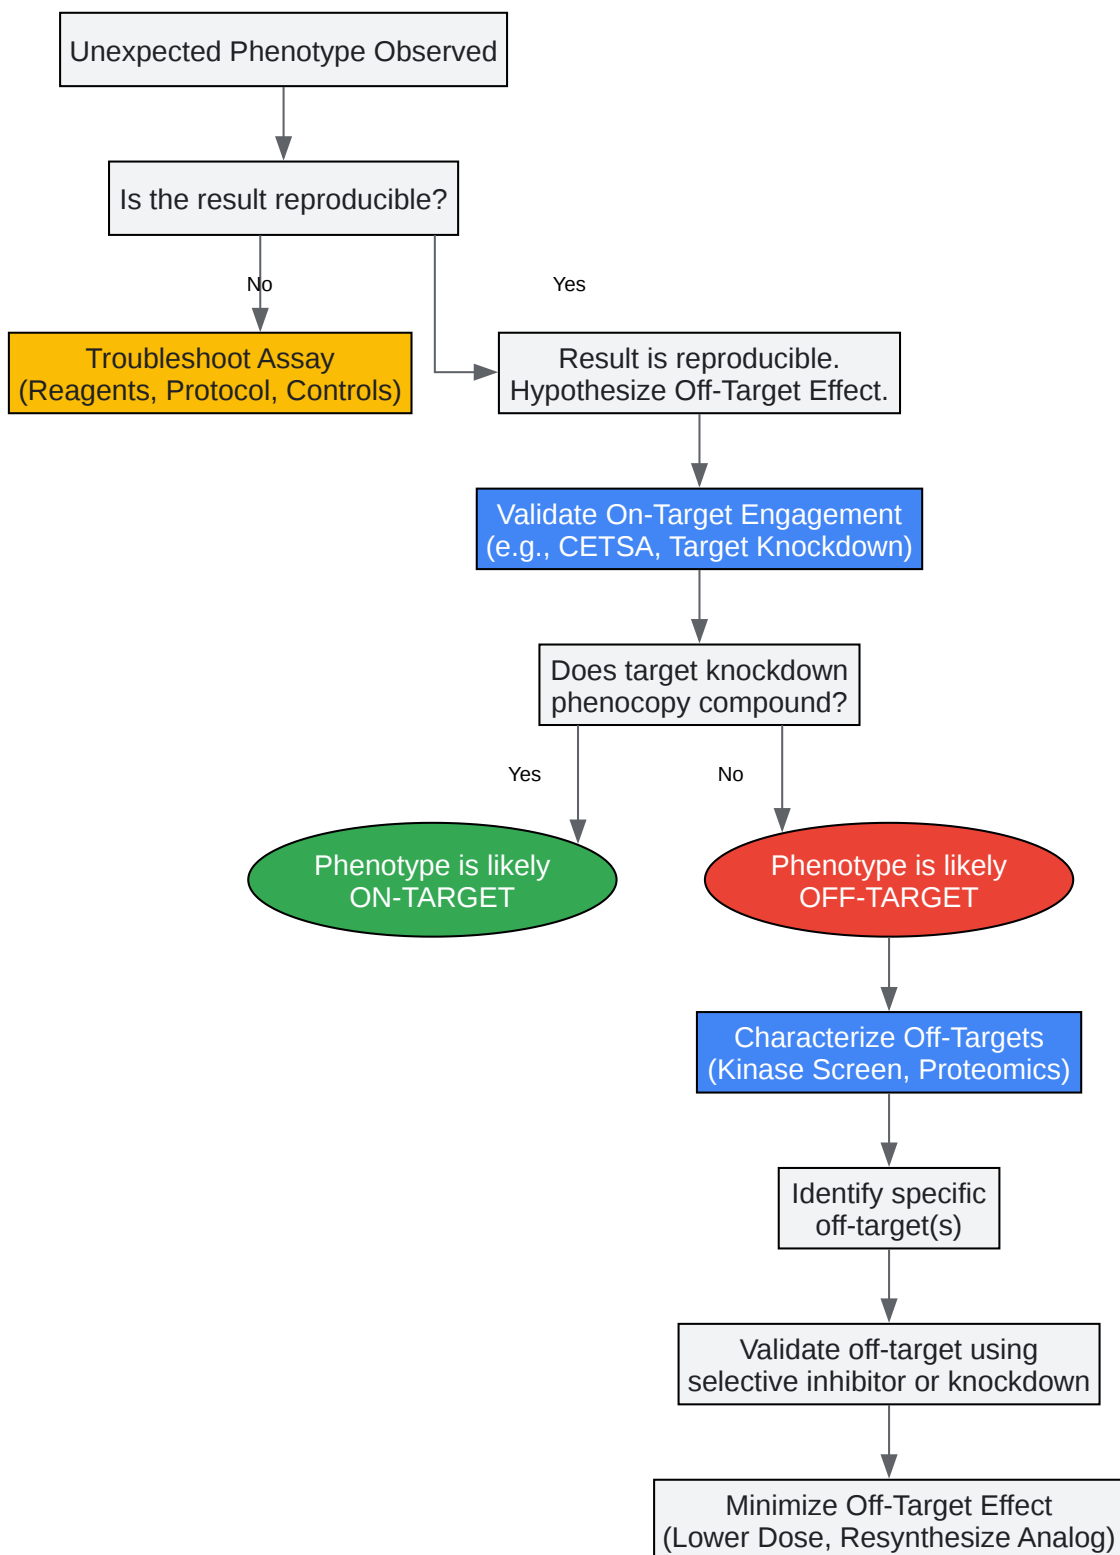 Unexpected Phenotype Observed
Is the result reproducible?
No
Yes
Troubleshoot Assay
(Reagents, Protocol, Controls)
Result is reproducible.
Hypothesize Off-Target Effect.
Validate On-Target Engagement
(e.g., CETSA, Target Knockdown)
Does target knockdown
phenocopy compound?
Yes
No
Phenotype is likely
ON-TARGET
Phenotype is likely
OFF-TARGET
Characterize Off-Targets
(Kinase Screen, Proteomics)
Identify specific
off-target(s)
Validate off-target using
selective inhibitor or knockdown
Minimize Off-Target Effect
(Lower Dose, Resynthesize Analog)